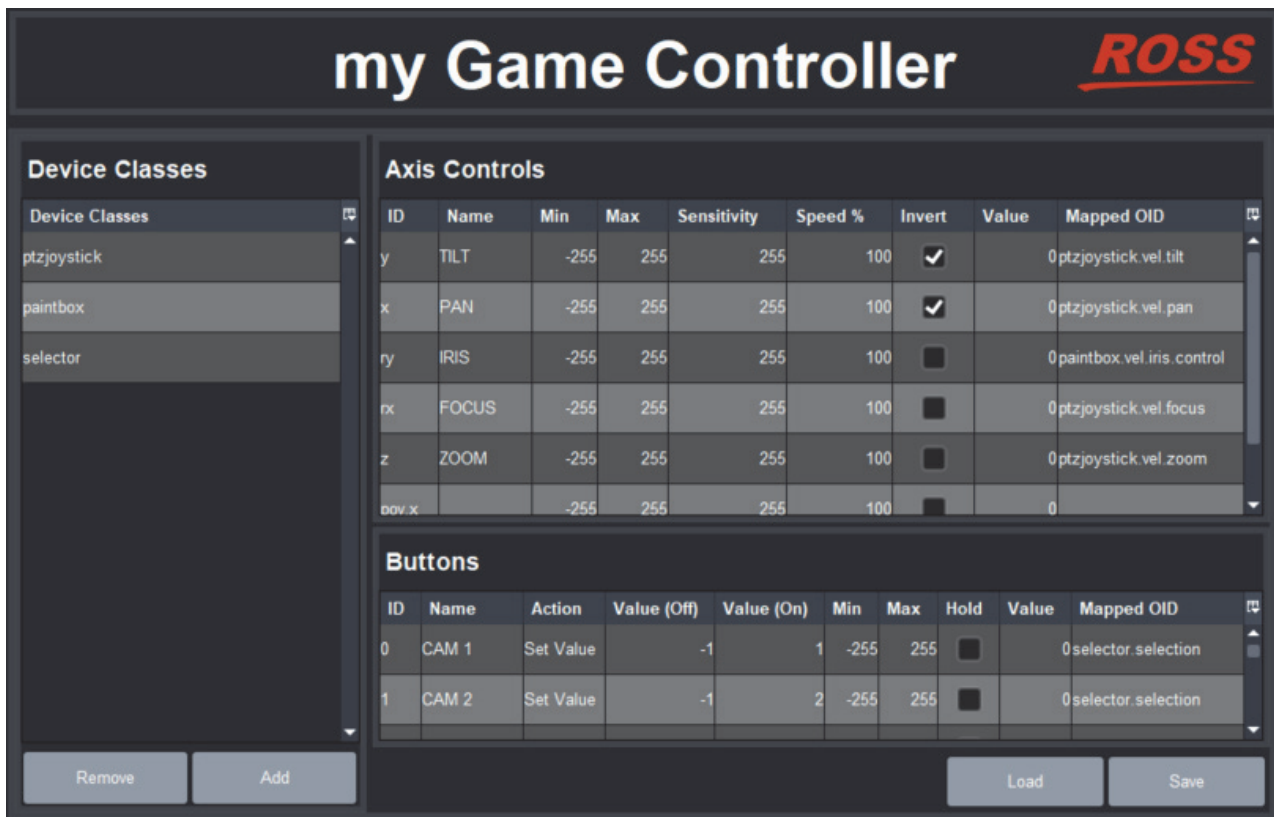 my Game Controller
ROSS
Device Classes
Device Classes
ptzjoystick
paintbox
selector
Remove Add
Axis Controls
ID Name Min Max Sensitivity Speed % Invert Value Mapped OID
y TILT -255 255 255 100 0 ptzjoystick.vel.tilt
x PAN -255 255 255 100 0 ptzjoystick.vel.pan
ry IRIS -255 255 255 100 0 paintbox.vel.iris.control
rx FOCUS -255 255 255 100 0 ptzjoystick.vel.focus
z ZOOM -255 255 255 100 0 ptzjoystick.vel.zoom
pov.x -255 255 255 100 0
Buttons
ID Name Action Value (Off) Value (On) Min Max Hold Value Mapped OID
0 CAM 1 Set Value -1 1 -255 255 0 selector.selection
1 CAM 2 Set Value -1 2 -255 255 0 selector.selection
Load Save